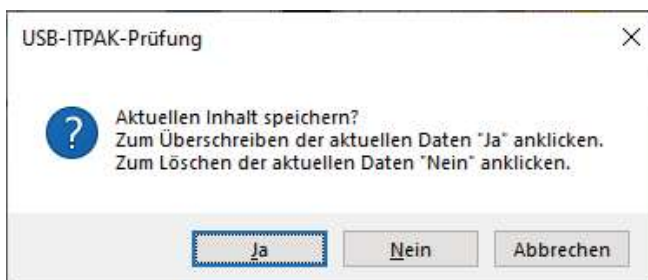 USB-ITPAK-Prüfung
Aktuellen Inhalt speichern?
Zum Überschreiben der aktuellen Daten "Ja" anklicken.
Zum Löschen der aktuellen Daten "Nein" anklicken.
Ja Nein Abbrechen